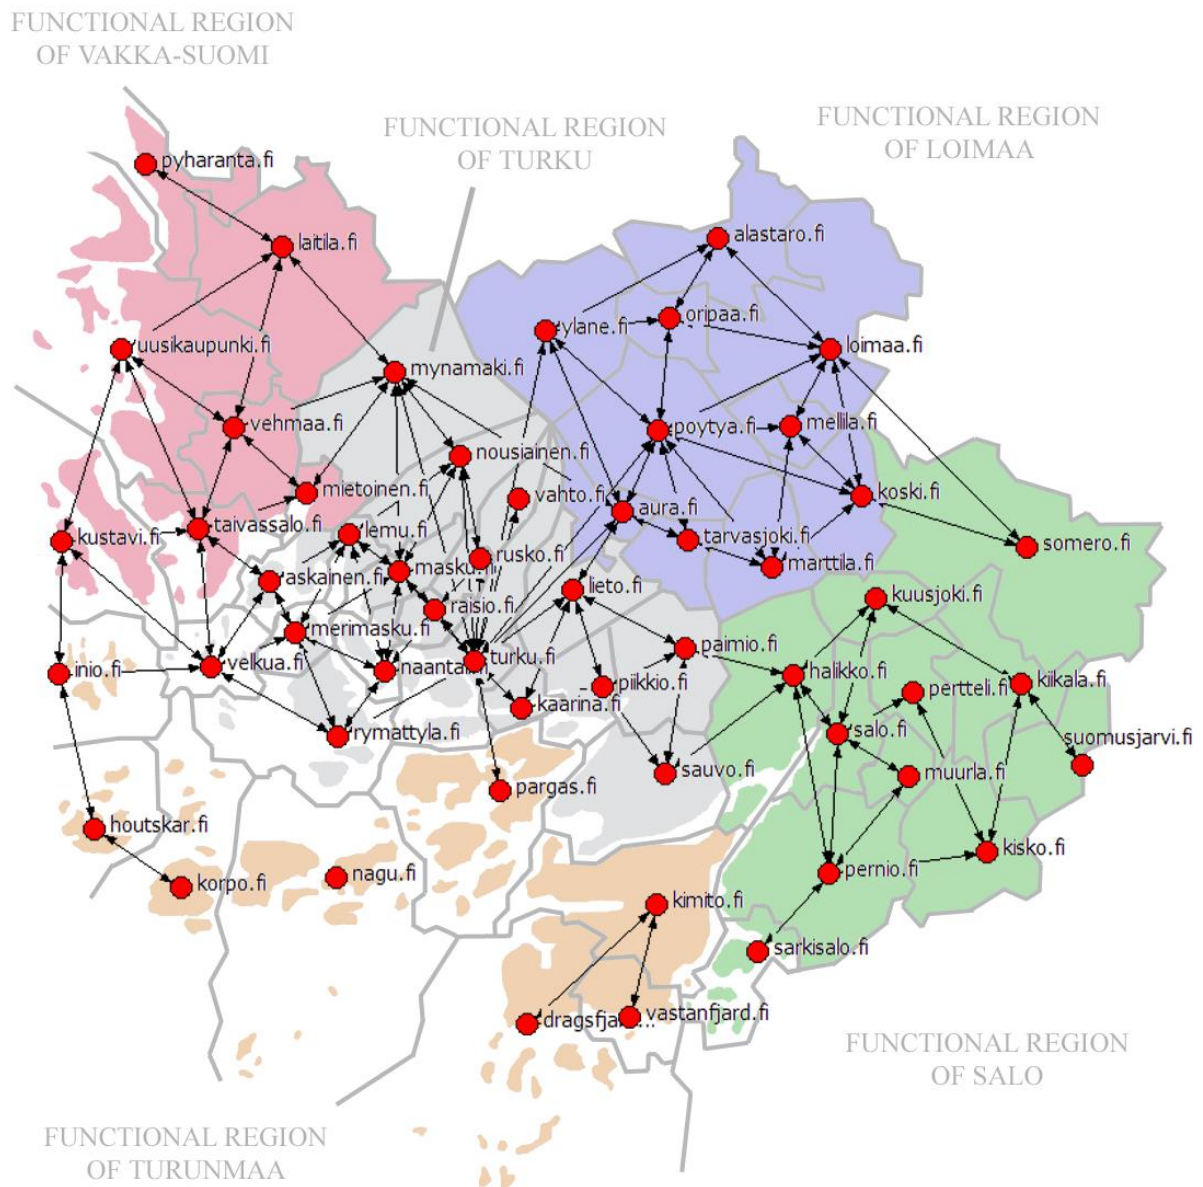 FUNCTIONAL REGION
OF VAKKA-SUOMI
FUNCTIONAL REGION
OF TURKU
FUNCTIONAL REGION
OF LOIMAA
pyharanta.fi
laitila.fi
alastaro.fi
uusikaupunki.fi
mynamaki.fi
ylane.fi
oripaa.fi
loimaa.fi
vehmaa.fi
nousiainen.fi
poytya.fi
mellila.fi
mietoinen.fi
vahto.fi
aura.fi
koski.fi
kustavi.fi
taivassalo.fi
lemu.fi
rusko.fi
tarvasjoki.fi
somero.fi
askainen.fi
masku.fi
lieto.fi
marttila.fi
kuusjoki.fi
merimasku.fi
raisio.fi
inio.fi
velkua.fi
naantali.fi
turku.fi
paimio.fi
halikko.fi
pertteli.fi
kiikala.fi
piikkio.fi
kaarina.fi
rymattyla.fi
salo.fi
suomusjarvi.fi
pargas.fi
sauvo.fi
muurla.fi
houtskar.fi
korpo.fi
nagu.fi
kimito.fi
pernio.fi
kisko.fi
sarkisalo.fi
dragsfja...
vastanfjard.fi
FUNCTIONAL REGION
OF SALO
FUNCTIONAL REGION
OF TURUNMAA